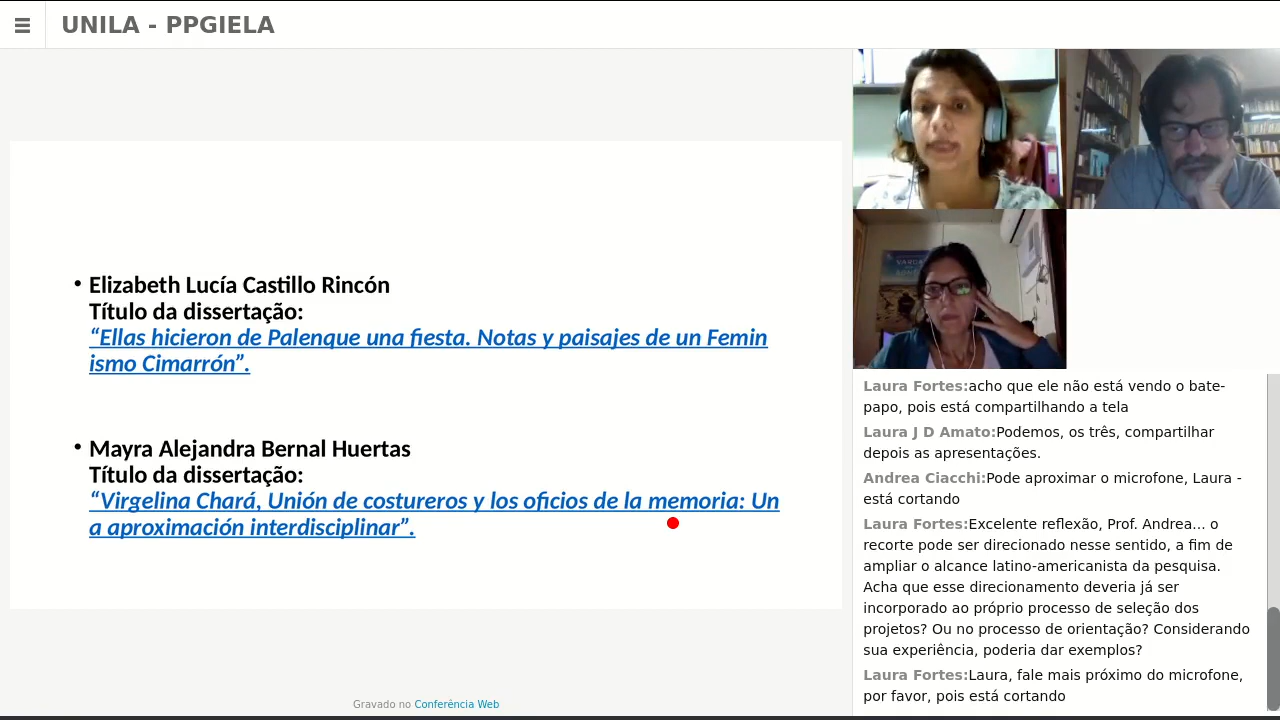 UNILA - PPGIELA
• Elizabeth Lucía Castillo Rincón
Título da dissertação:
“Ellas hicieron de Palenque una fiesta. Notas y paisajes de un Femin
ismo Cimarrón”.
• Mayra Alejandra Bernal Huertas
Título da dissertação:
“Virgelina Chará, Unión de costureros y los oficios de la memoria: Un
a aproximación interdisciplinar”.
Gravado no Conferência Web
Laura Fortes:acho que ele não está vendo o bate-
papo, pois está compartilhando a tela
Laura J D Amato:Podemos, os três, compartilhar
depois as apresentações.
Andrea Ciacchi:Pode aproximar o microfone, Laura -
está cortando
Laura Fortes:Excelente reflexão, Prof. Andrea... o
recorte pode ser direcionado nesse sentido, a fim de
ampliar o alcance latino-americanista da pesquisa.
Acha que esse direcionamento deveria já ser
incorporado ao próprio processo de seleção dos
projetos? Ou no processo de orientação? Considerando
sua experiência, poderia dar exemplos?
Laura Fortes:Laura, fale mais próximo do microfone,
por favor, pois está cortando